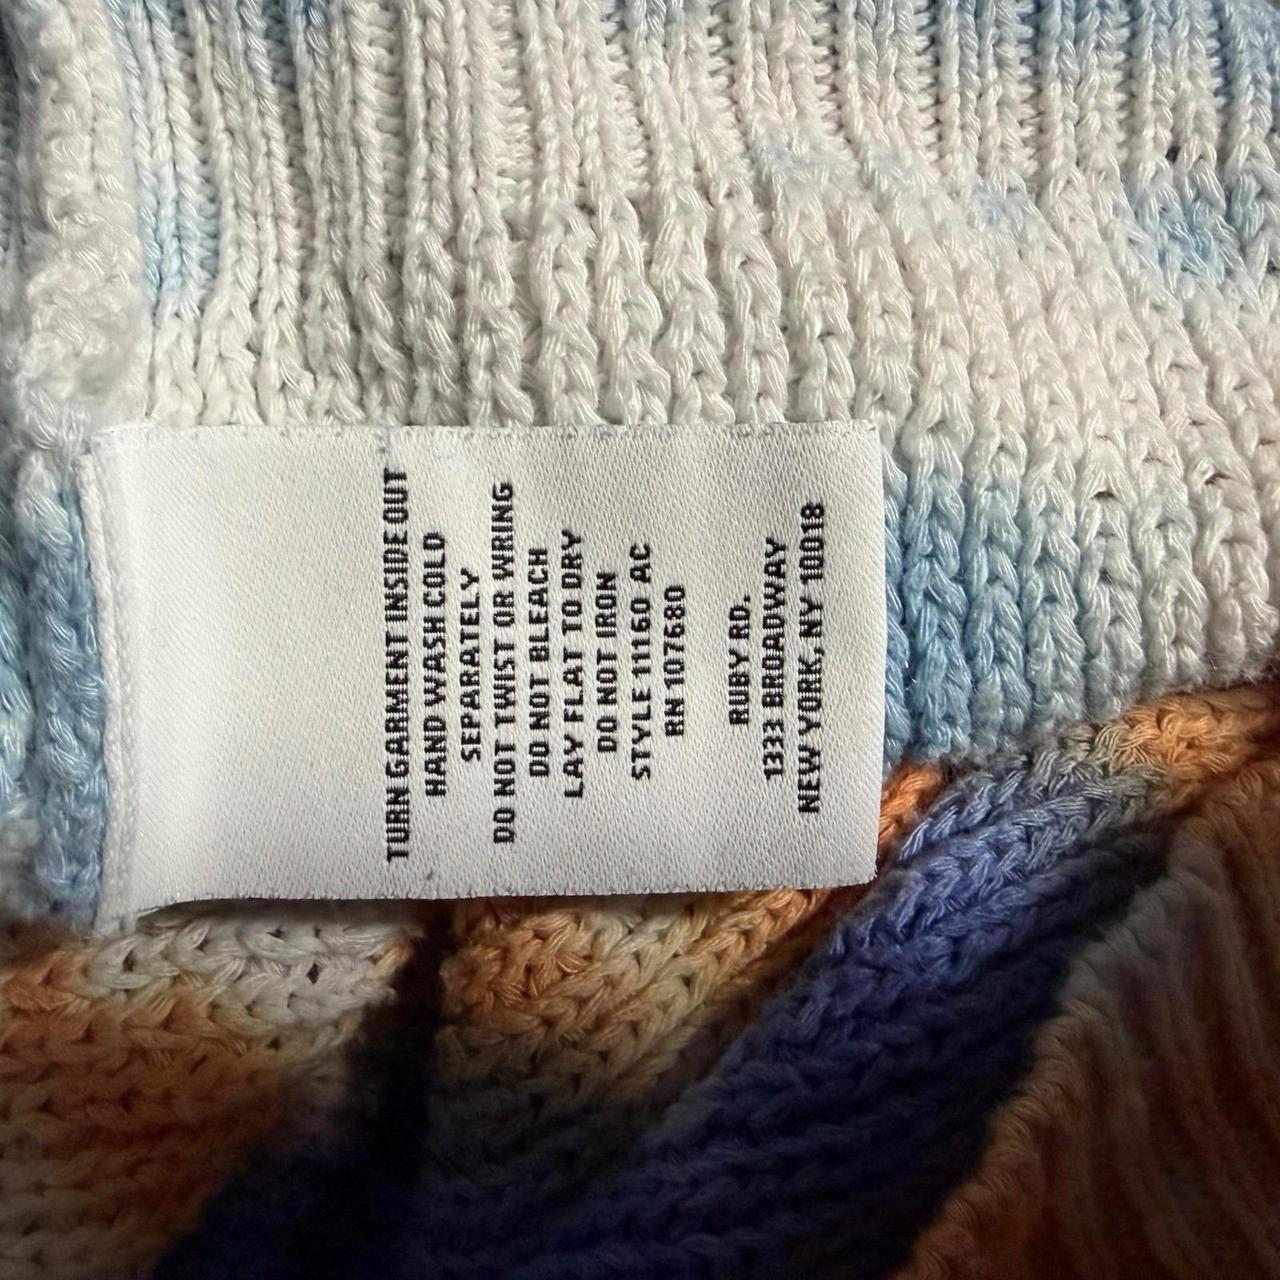 TURN GARMENT INSIDE OUT
HAND WASH COLD
SEPARATELY
DO NOT TWIST OR WRING
DO NOT BLEACH
LAY FLAT TO DRY
DO NOT IRON
STYLE 11160 AC
RN 107680
RUBY RD.
1333 BROADWAY
NEW YORK, NY 10018